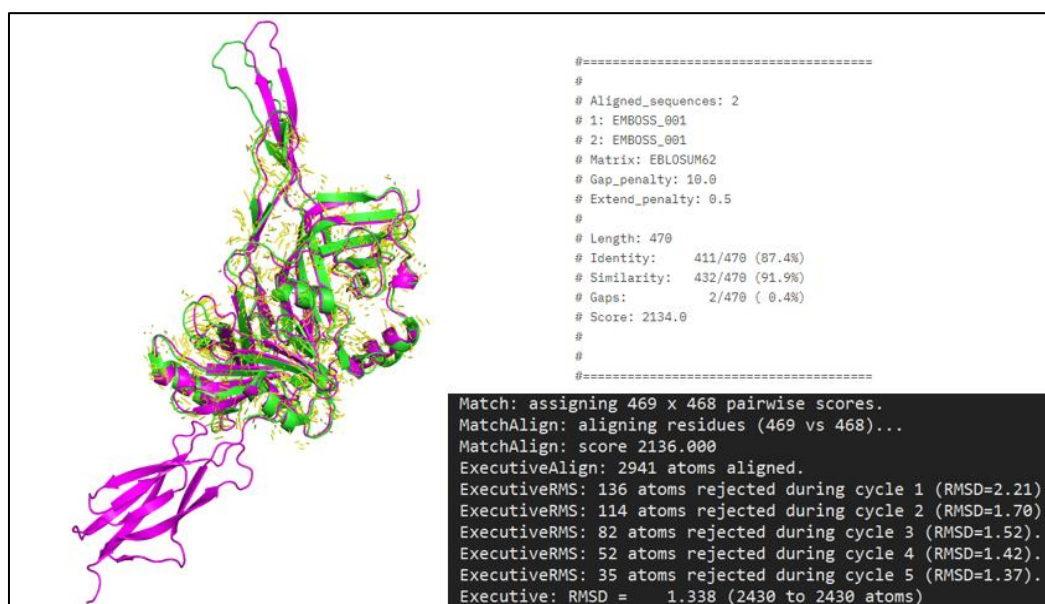 #=======================================
#
# Aligned_sequences: 2
# 1: EMBOSS_001
# 2: EMBOSS_001
# Matrix: EBLOSUM62
# Gap_penalty: 10.0
# Extend_penalty: 0.5
#
# Length: 470
# Identity: 411/470 (87.4%)
# Similarity: 432/470 (91.9%)
# Gaps: 2/470 ( 0.4%)
# Score: 2134.0
#
#
#=======================================
Match: assigning 469 x 468 pairwise scores.
MatchAlign: aligning residues (469 vs 468)...
MatchAlign: score 2136.000
ExecutiveAlign: 2941 atoms aligned.
ExecutiveRMS: 136 atoms rejected during cycle 1 (RMSD=2.21)
ExecutiveRMS: 114 atoms rejected during cycle 2 (RMSD=1.70)
ExecutiveRMS: 82 atoms rejected during cycle 3 (RMSD=1.52).
ExecutiveRMS: 52 atoms rejected during cycle 4 (RMSD=1.42).
ExecutiveRMS: 35 atoms rejected during cycle 5 (RMSD=1.37).
Executive: RMSD = 1.338 (2430 to 2430 atoms)